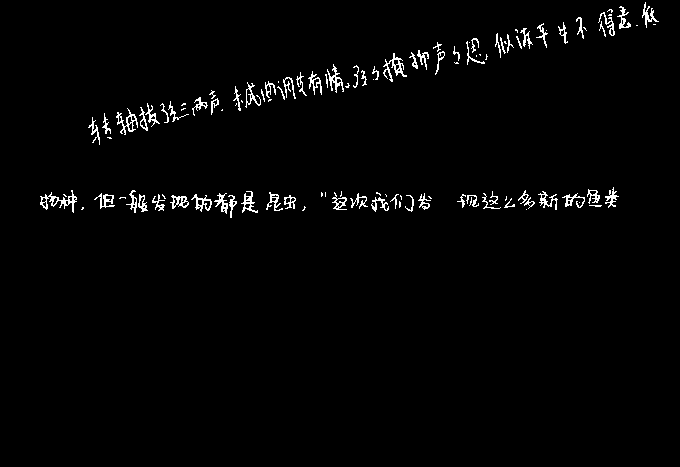 转轴拨弦三两声.未成曲调先有情。弦々掩抑声々思.似诉平生不得意.低
物种,但一般发现的都是昆虫,"这次我们发现这么多新的鱼类